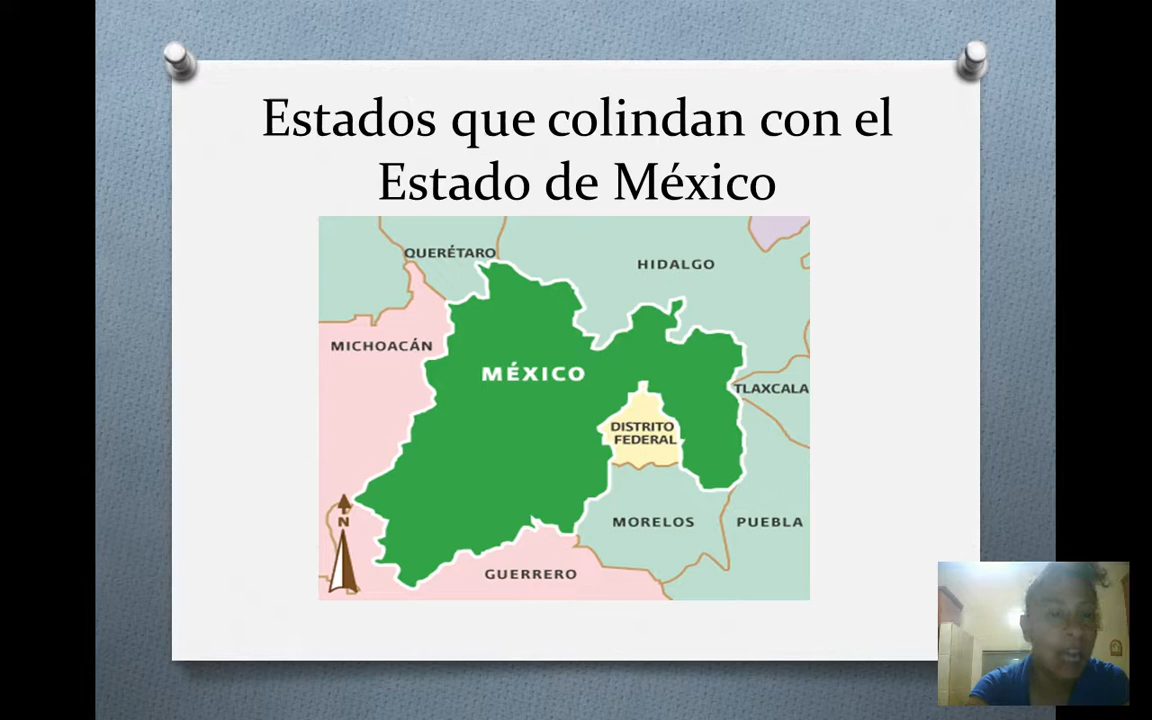 Estados que colindan con el
Estado de México
QUERÉTARO
HIDALGO
MICHOACÁN
MÉXICO
TLAXCALA
DISTRITO
FEDERAL
N
MORELOS
PUEBLA
GUERRERO